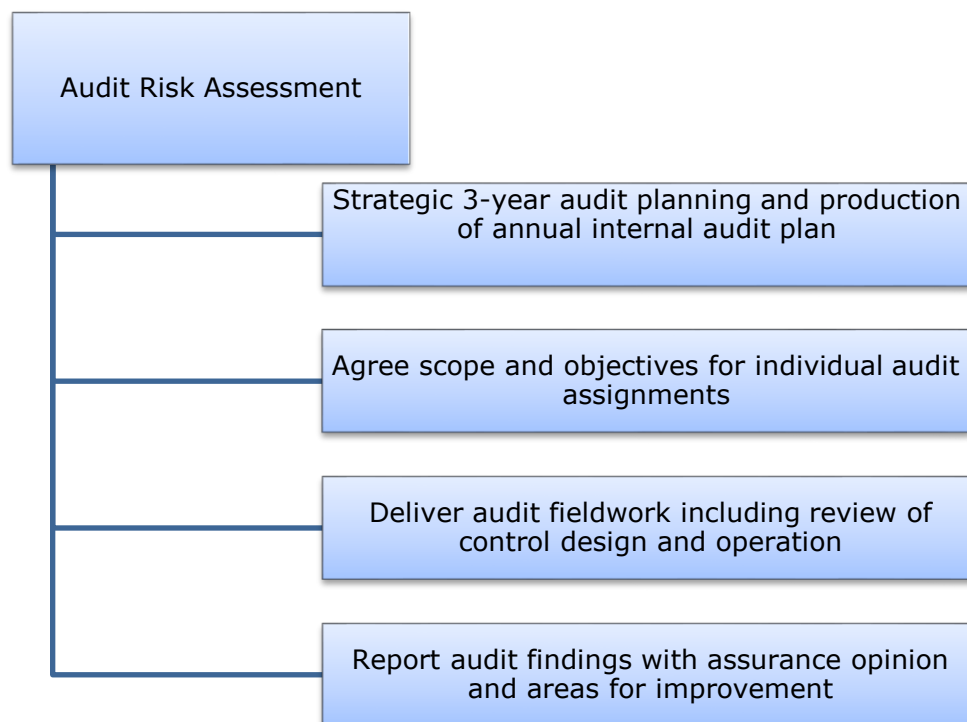 Audit Risk Assessment
Strategic 3-year audit planning and production
of annual internal audit plan
Agree scope and objectives for individual audit
assignments
Deliver audit fieldwork including review of
control design and operation
Report audit findings with assurance opinion
and areas for improvement